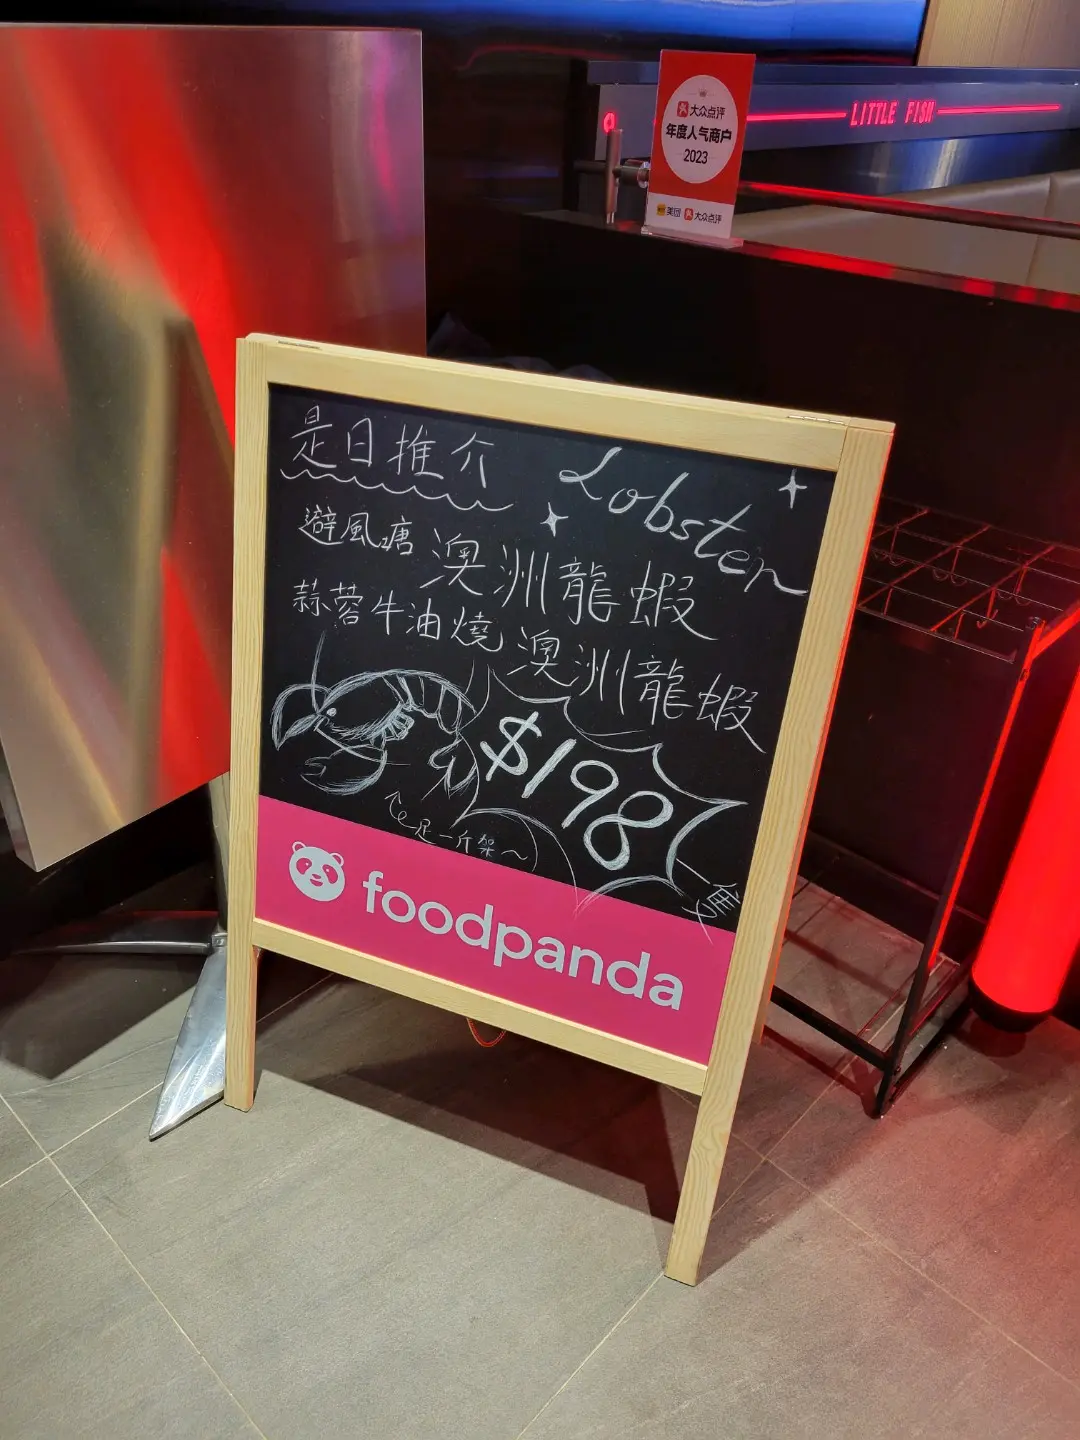 大众点评
年度人气商户
2023
美团 大众点评
LITTLE FISH
是日推介
Lobster
避風塘 澳洲龍蝦
蒜蓉牛油燒 澳洲龍蝦
$198
一隻
足一斤架~
foodpanda